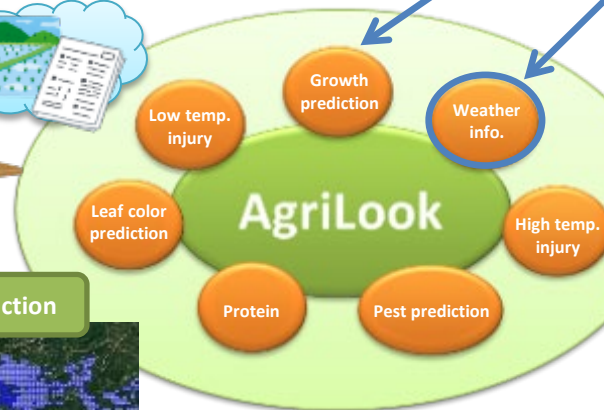 Growth
prediction
Weather
info.
Low temp.
injury
AgriLook
Leaf color
prediction
High temp.
injury
Protein
Pest prediction
ction